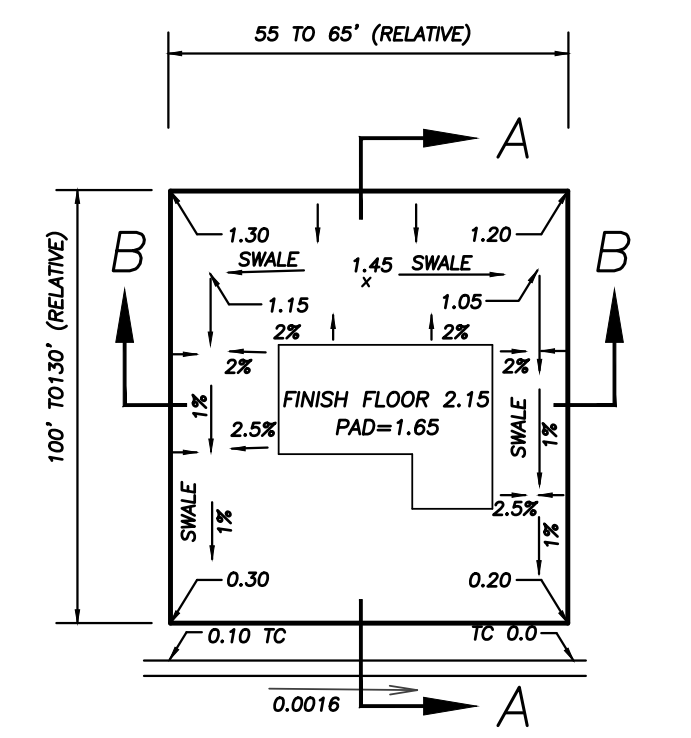 55 TO 65' (RELATIVE)
A
1.30
1.20
B
B
SWALE
1.45
SWALE
x
1.15
1.05
100' TO130' (RELATIVE)
2%
2%
2%
2%
1%
FINISH FLOOR 2.15
PAD=1.65
2.5%
SWALE
1%
SWALE
1%
2.5%
1%
0.30
0.20
0.10 TC
TC 0.0
0.0016
A